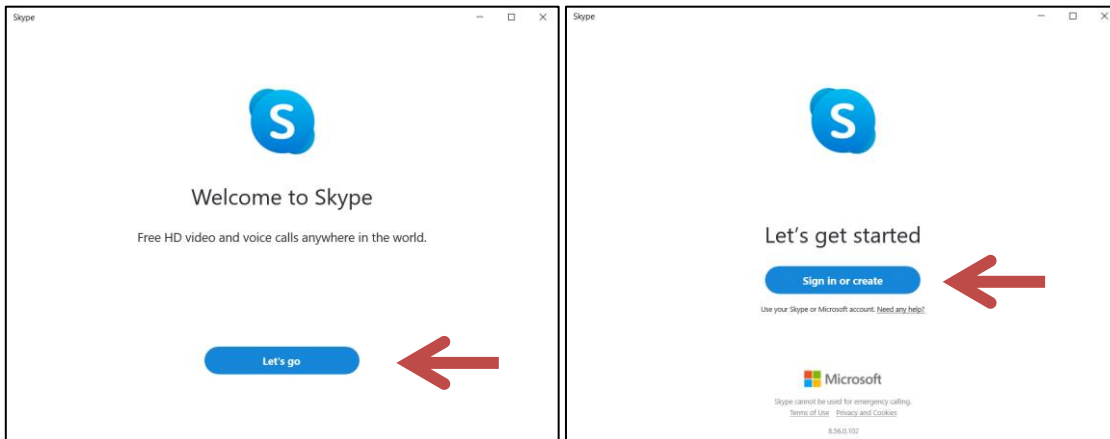 Skype
S
Welcome to Skype
Free HD video and voice calls anywhere in the world.
Let's go
Skype
S
Let's get started
Sign in or create
Use your Skype or Microsoft account. Need any help?
Microsoft
Skype cannot be used for emergency calling.
Terms of Use Privacy and Cookies
8.56.0.102